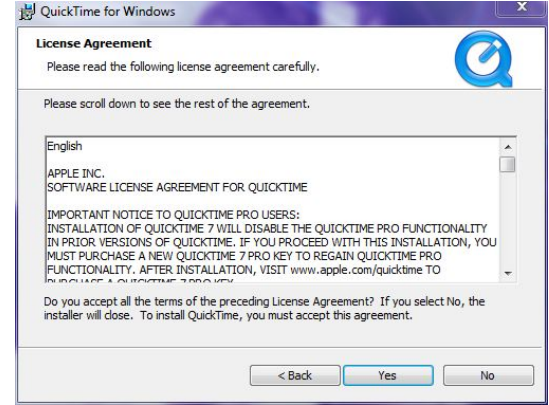 QuickTime for Windows
License Agreement
Please read the following license agreement carefully.
Please scroll down to see the rest of the agreement.
English
APPLE INC.
SOFTWARE LICENSE AGREEMENT FOR QUICKTIME
IMPORTANT NOTICE TO QUICKTIME PRO USERS:
INSTALLATION OF QUICKTIME 7 WILL DISABLE THE QUICKTIME PRO FUNCTIONALITY
IN PRIOR VERSIONS OF QUICKTIME. IF YOU PROCEED WITH THIS INSTALLATION, YOU
MUST PURCHASE A NEW QUICKTIME 7 PRO KEY TO REGAIN QUICKTIME PRO
FUNCTIONALITY. AFTER INSTALLATION, VISIT www.apple.com/quicktime TO
PURCHASE A QUICKTIME 7 PRO KEY.
Do you accept all the terms of the preceding License Agreement? If you select No, the
installer will close. To install QuickTime, you must accept this agreement.
< Back Yes No